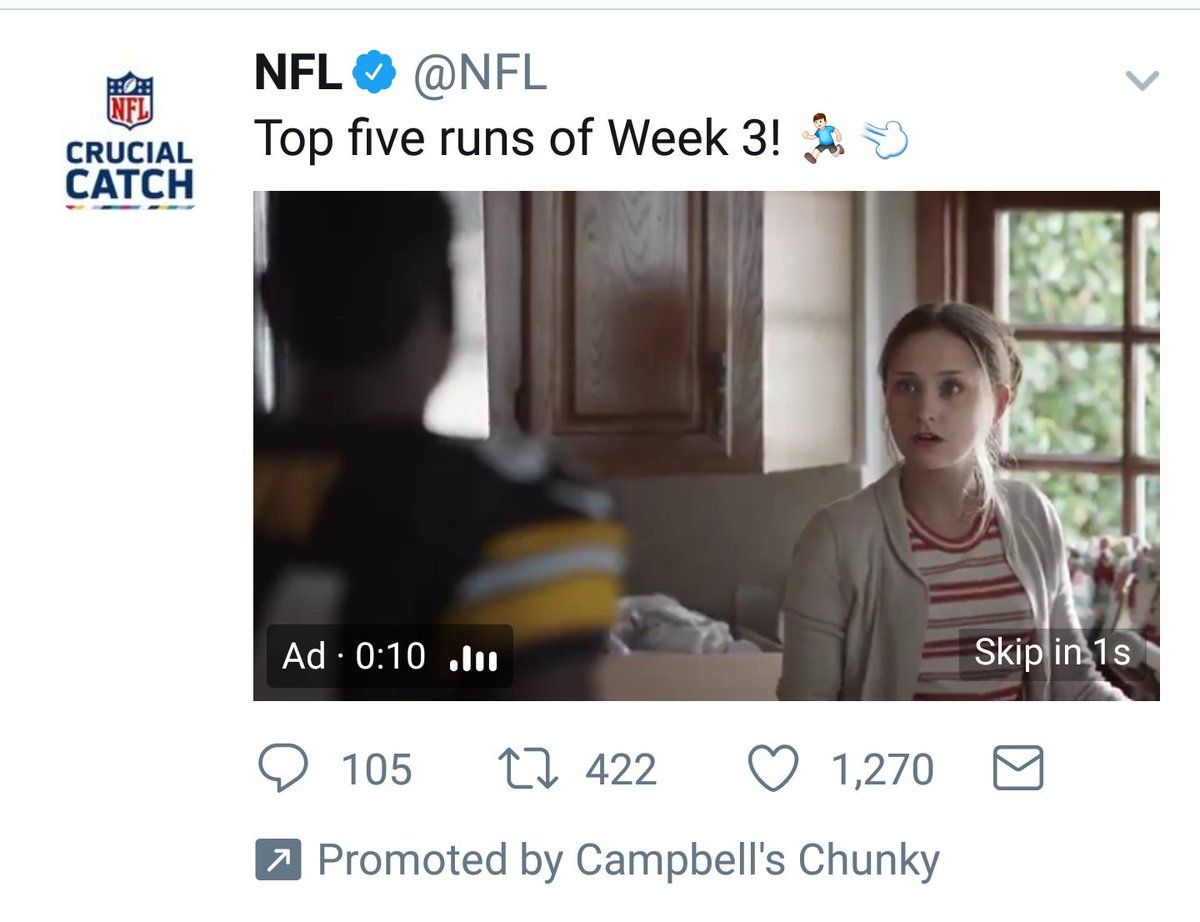 NFL @NFL
Top five runs of Week 3! 🏃 💨
NFL
CRUCIAL
CATCH
Ad · 0:10
Skip in 1s
105 422 1,270
Promoted by Campbell's Chunky